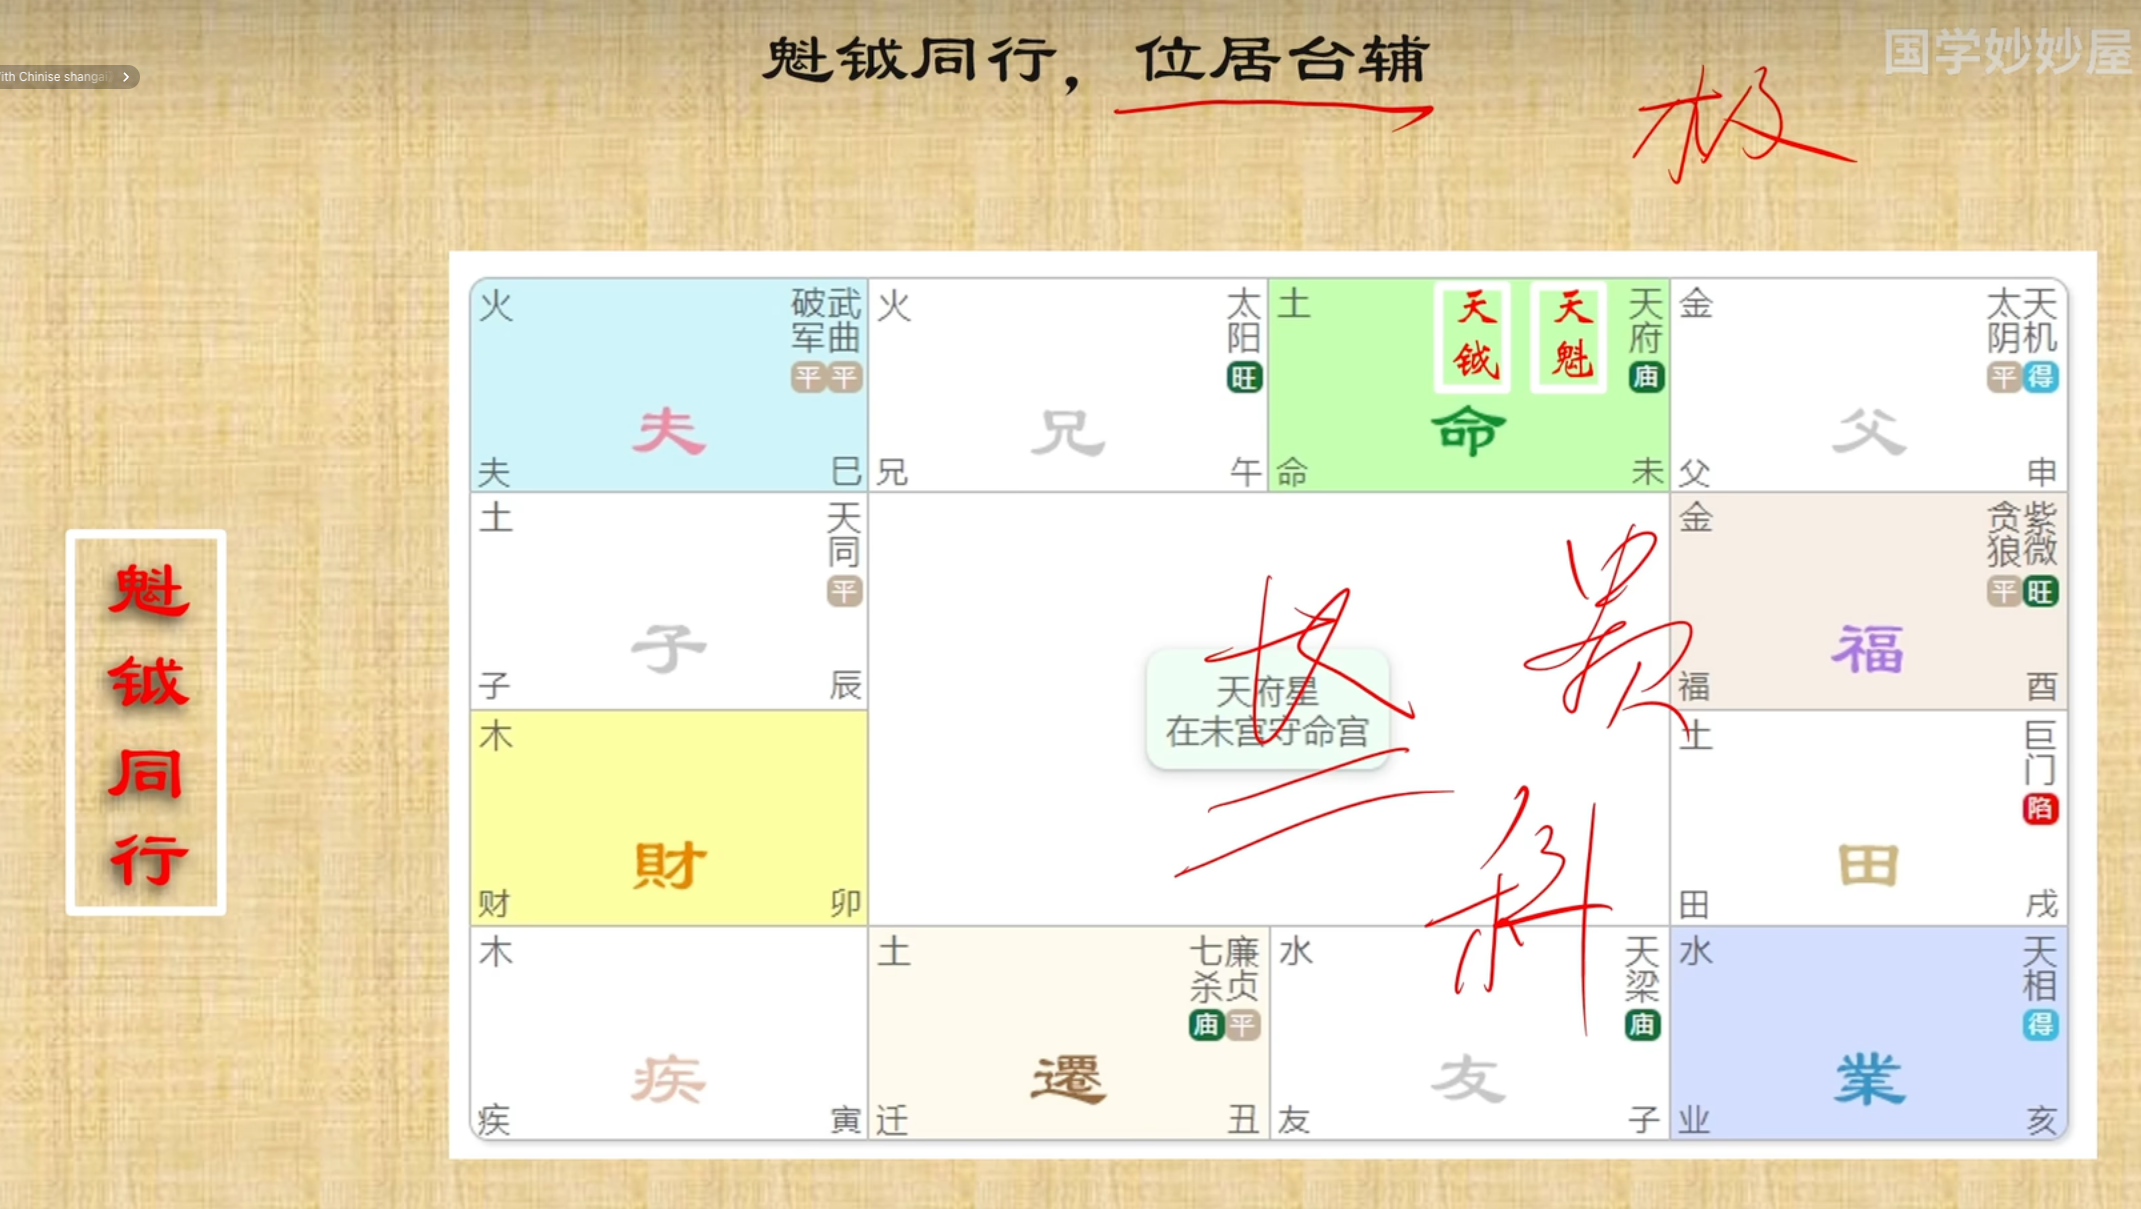 魁钺同行，位居台辅
国学妙妙屋
ith Chinise shangai
极
魁钺同行
火 破军 武曲 平 平 夫 夫 巳
火 太阳 旺 兄 兄 午
土 天钺 天魁 天府 庙 命 命 未
金 太阴 天机 平 得 父 父 申
土 天同 平 子 子 辰
金 贪狼 紫微 平 旺 福 福 酉
天府星
在未宫守命宫
贵
科
木 財 财 卯
土 巨门 陷 田 田 戌
木 疾 疾 寅
土 七杀 廉贞 庙 平 遷 迁 丑
水 天梁 庙 友 友 子
水 天相 得 業 业 亥